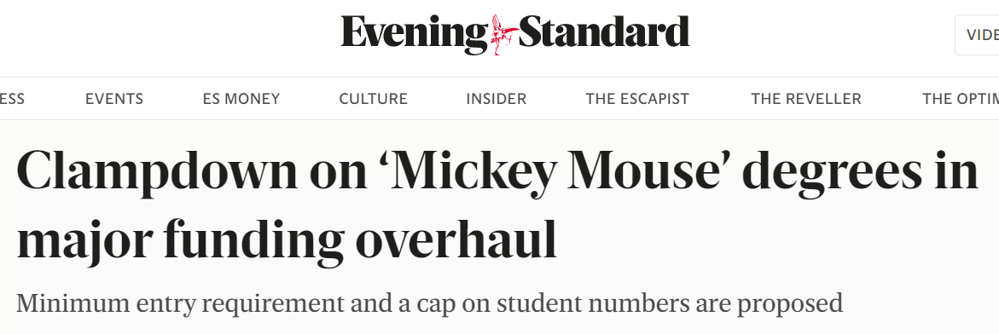 Evening Standard
VIDE
ESS EVENTS ES MONEY CULTURE INSIDER THE ESCAPIST THE REVELLER THE OPTIM
Clampdown on ‘Mickey Mouse’ degrees in
major funding overhaul
Minimum entry requirement and a cap on student numbers are proposed